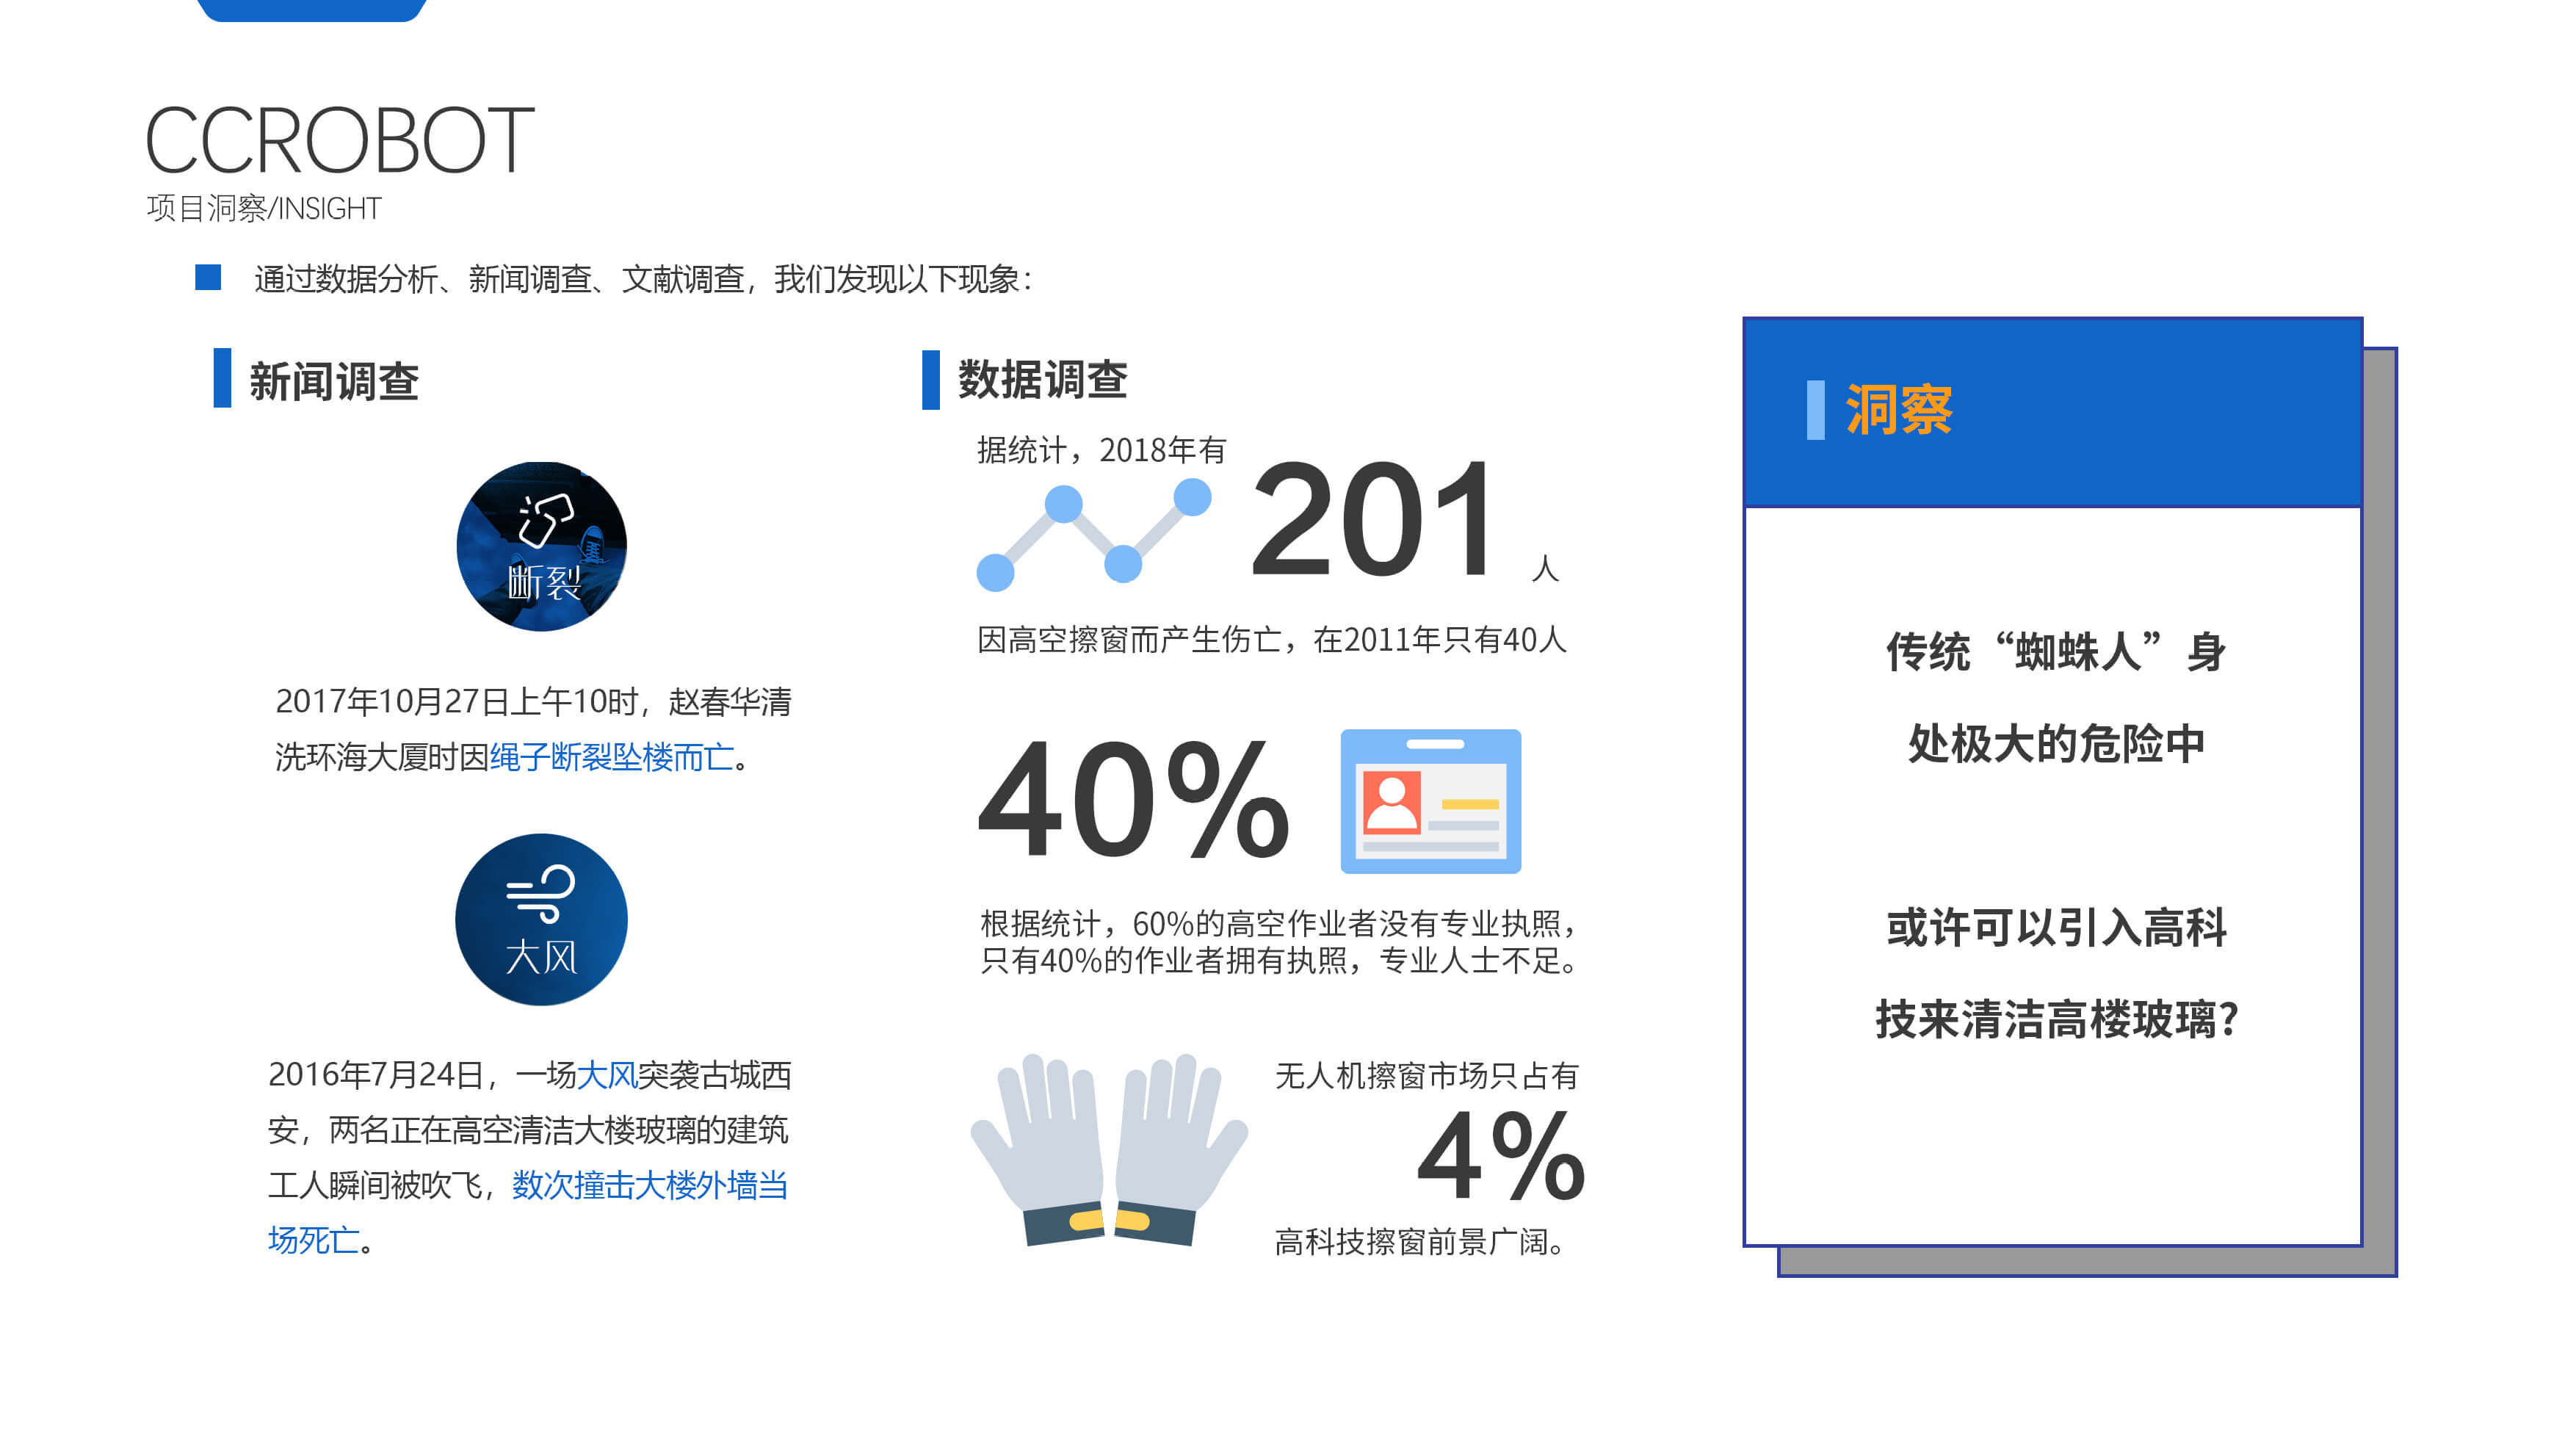 CCROBOT
项目洞察/INSIGHT
通过数据分析、新闻调查、文献调查，我们发现以下现象：
新闻调查
断裂
2017年10月27日上午10时，赵春华清
洗环海大厦时因绳子断裂坠楼而亡。
大风
2016年7月24日，一场大风突袭古城西
安，两名正在高空清洁大楼玻璃的建筑
工人瞬间被吹飞，数次撞击大楼外墙当
场死亡。
数据调查
据统计，2018年有
201
人
因高空擦窗而产生伤亡，在2011年只有40人
40%
根据统计，60%的高空作业者没有专业执照，
只有40%的作业者拥有执照，专业人士不足。
无人机擦窗市场只占有
4%
高科技擦窗前景广阔。
洞察
传统“蜘蛛人”身
处极大的危险中
或许可以引入高科
技来清洁高楼玻璃?